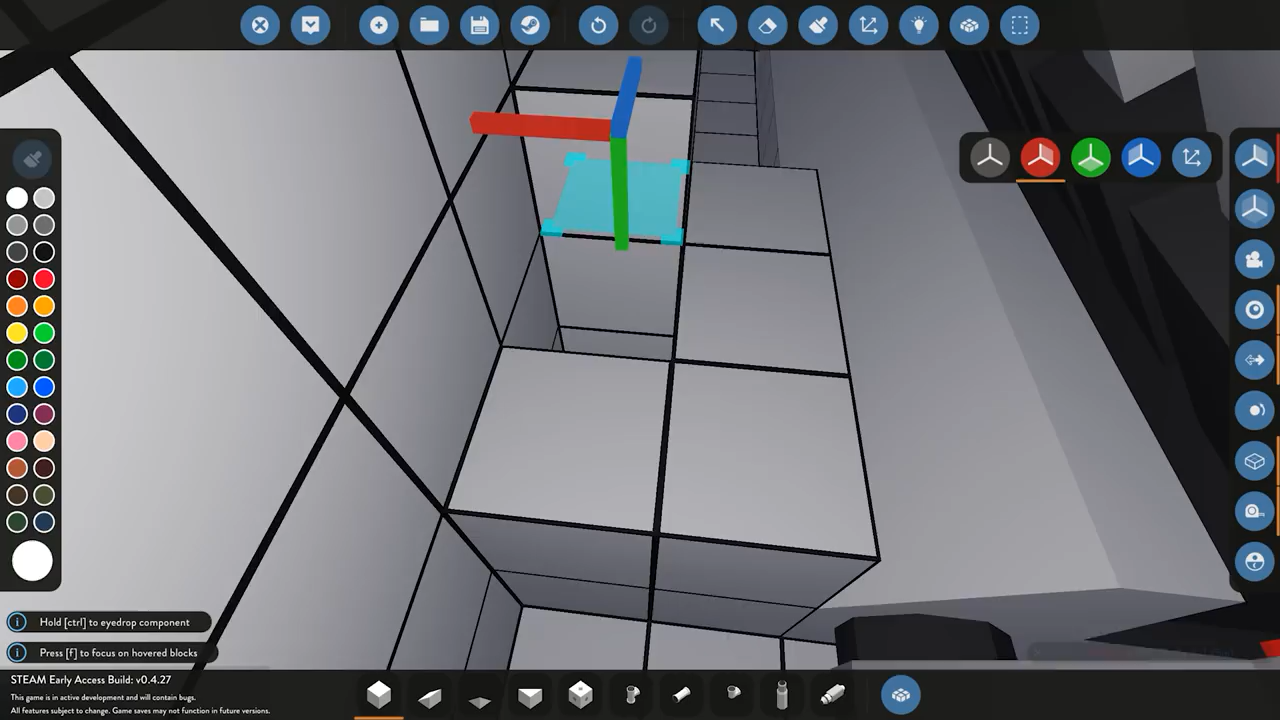 Hold [ctrl] to eyedrop component
Press [f] to focus on hovered blocks
STEAM Early Access Build: v0.4.27
This game is in active development and will contain bugs.
All features subject to change. Game saves may not function in future versions.